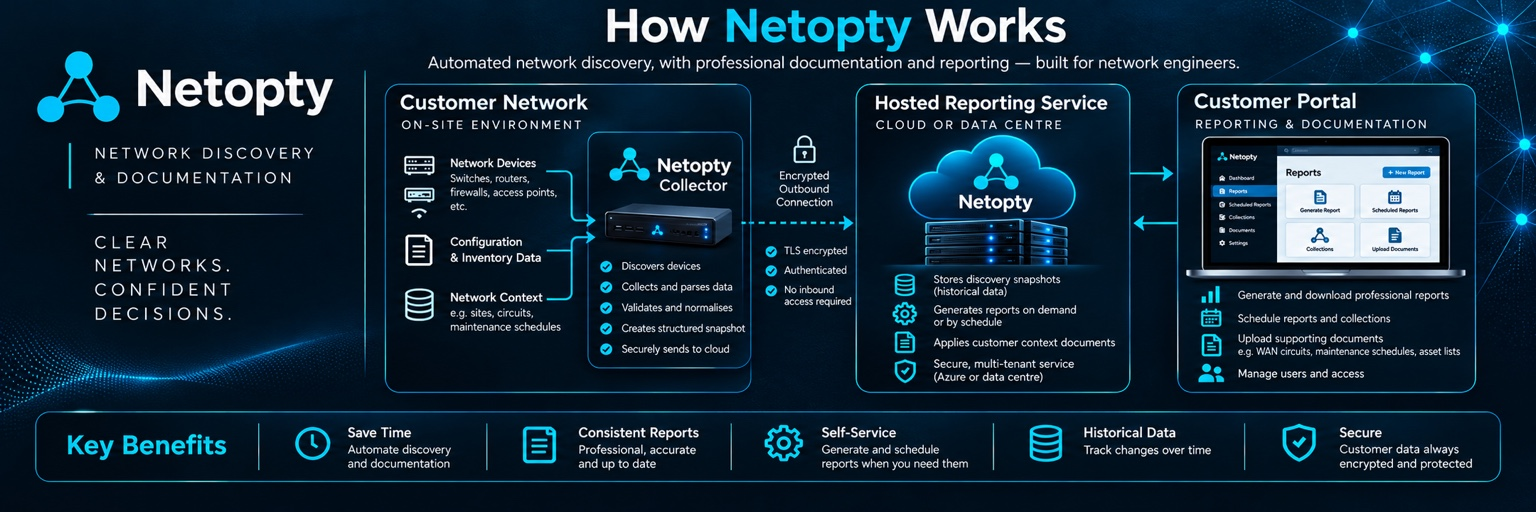 How Netopty Works
Automated network discovery, with professional documentation and reporting — built for network engineers.
Netopty
NETWORK DISCOVERY
& DOCUMENTATION
CLEAR
NETWORKS.
CONFIDENT
DECISIONS.
Customer Network
ON-SITE ENVIRONMENT
Network Devices
Switches, routers,
firewalls, access points,
etc.
Configuration
& Inventory Data
Network Context
e.g. sites, circuits,
maintenance schedules
Netopty
Collector
Discovers devices
Collects and parses data
Validates and normalises
Creates structured snapshot
Securely sends to cloud
Encrypted
Outbound
Connection
TLS encrypted
Authenticated
No inbound
access required
Hosted Reporting Service
CLOUD OR DATA CENTRE
Netopty
Stores discovery snapshots
(historical data)
Generates reports on demand
or by schedule
Applies customer context documents
Secure, multi-tenant service
(Azure or data centre)
Customer Portal
REPORTING & DOCUMENTATION
Netopty
Dashboard
Reports
Scheduled Reports
Collections
Documents
Settings
Reports
+ New Report
Generate Report
Scheduled Reports
Collections
Upload Documents
Generate and download professional reports
Schedule reports and collections
Upload supporting documents
e.g. WAN circuits, maintenance schedules, asset lists
Manage users and access
Key Benefits
Save Time
Automate discovery
and documentation
Consistent Reports
Professional, accurate
and up to date
Self-Service
Generate and schedule
reports when you need them
Historical Data
Track changes over time
Secure
Customer data always
encrypted and protected